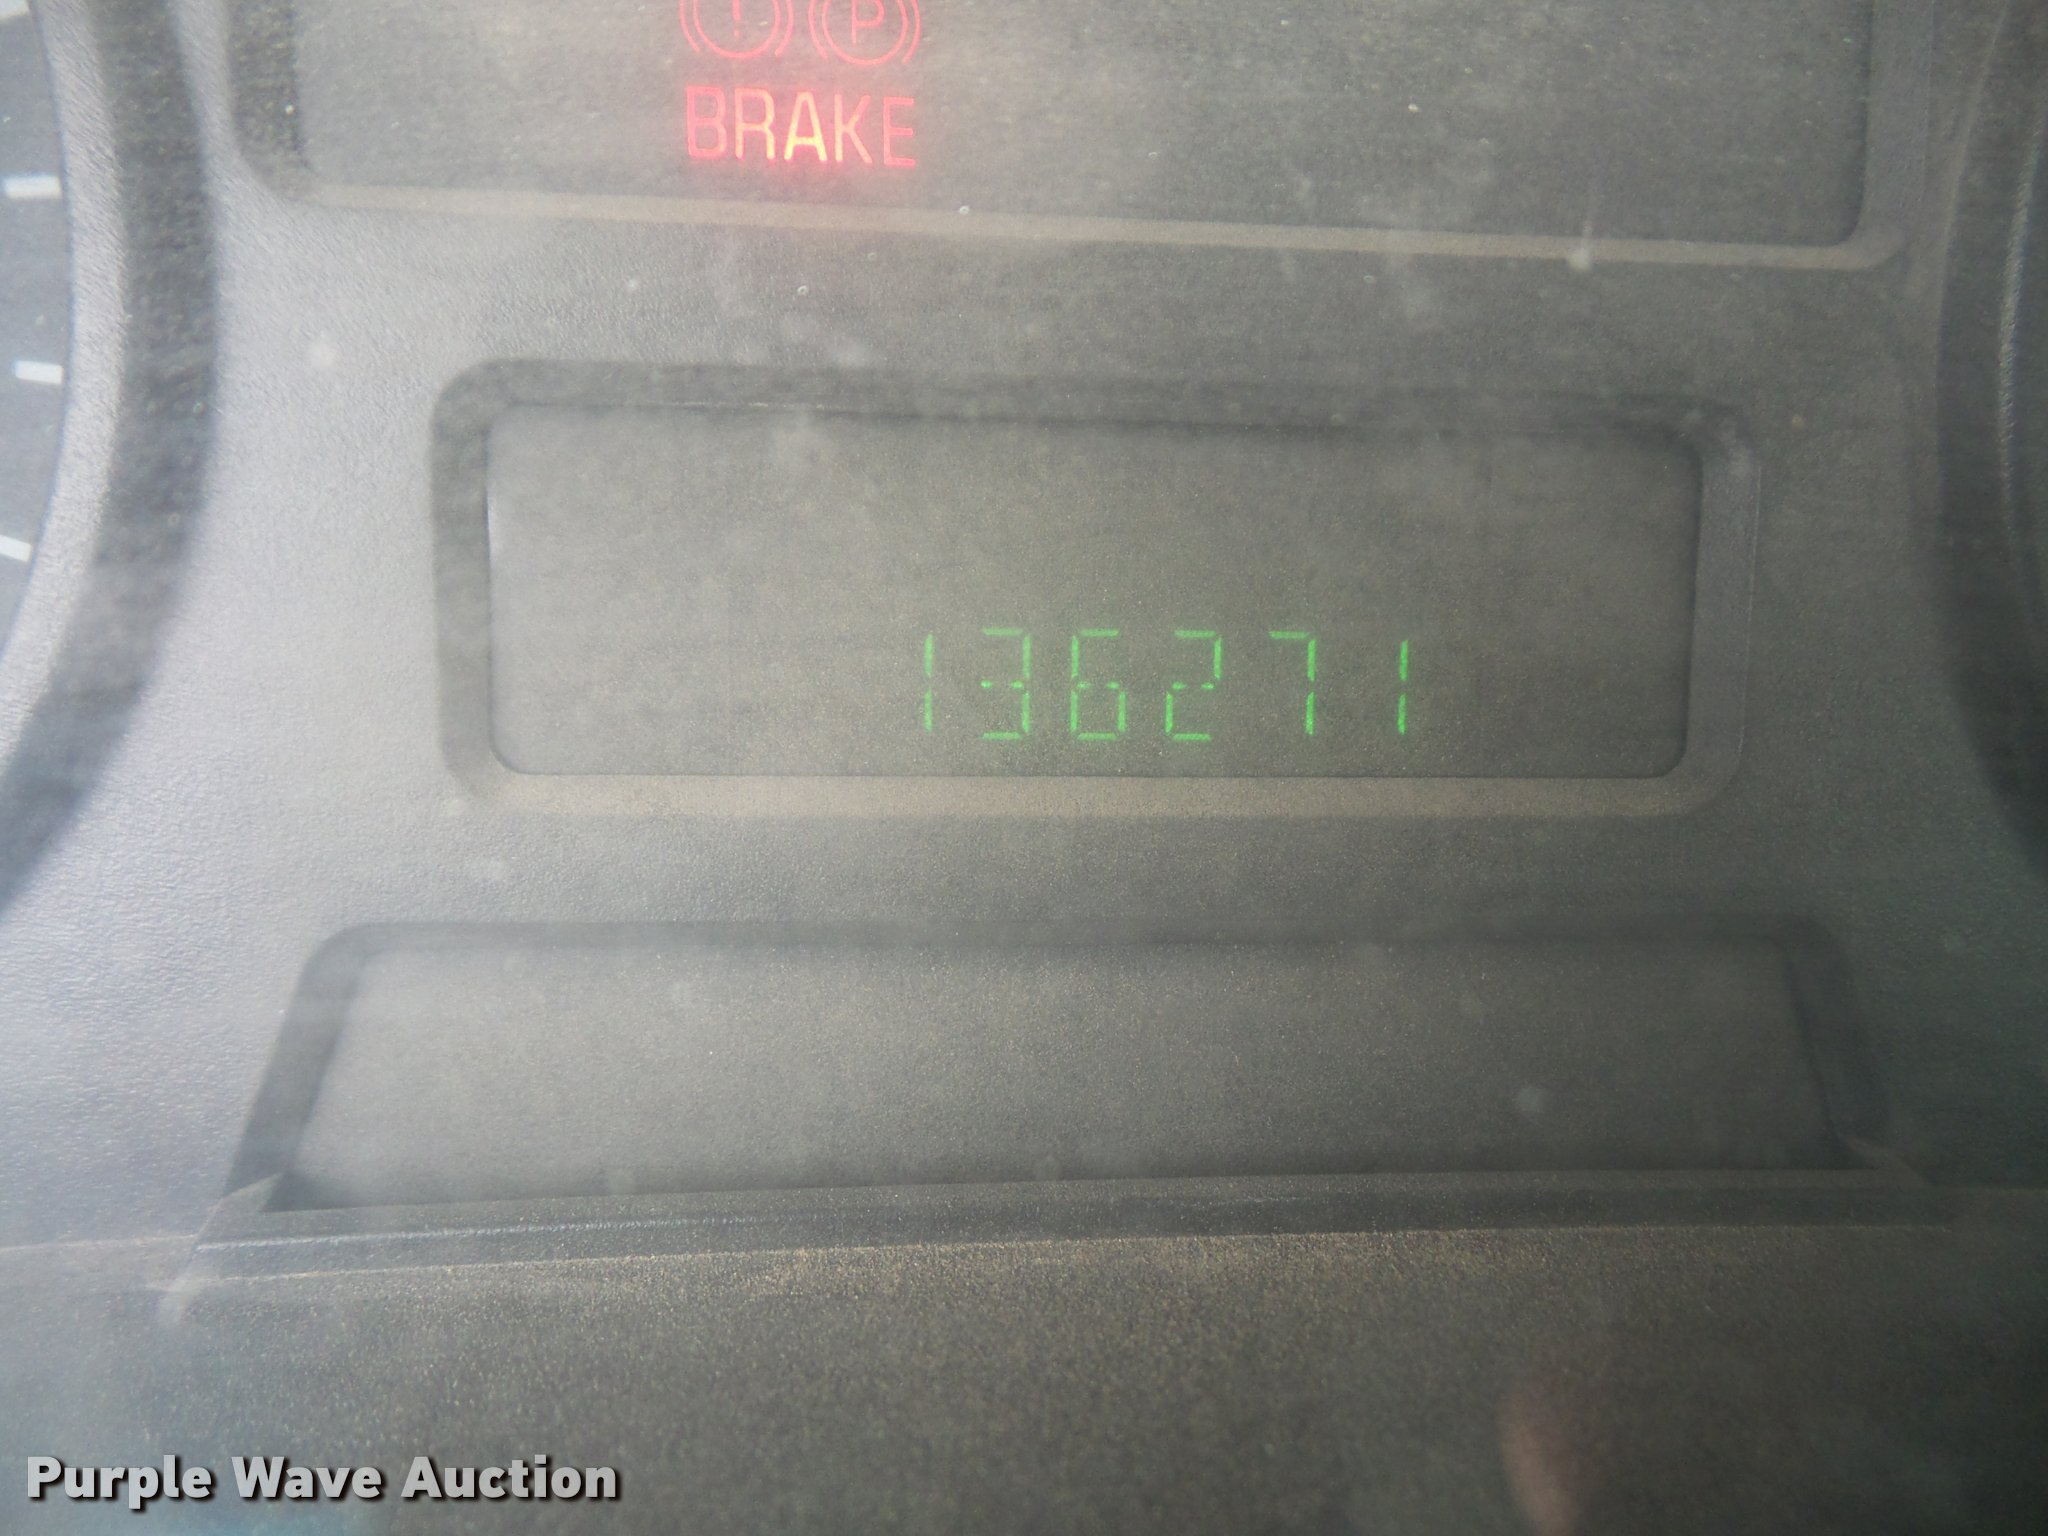 ! P
BRAKE
136271
Purple Wave Auction